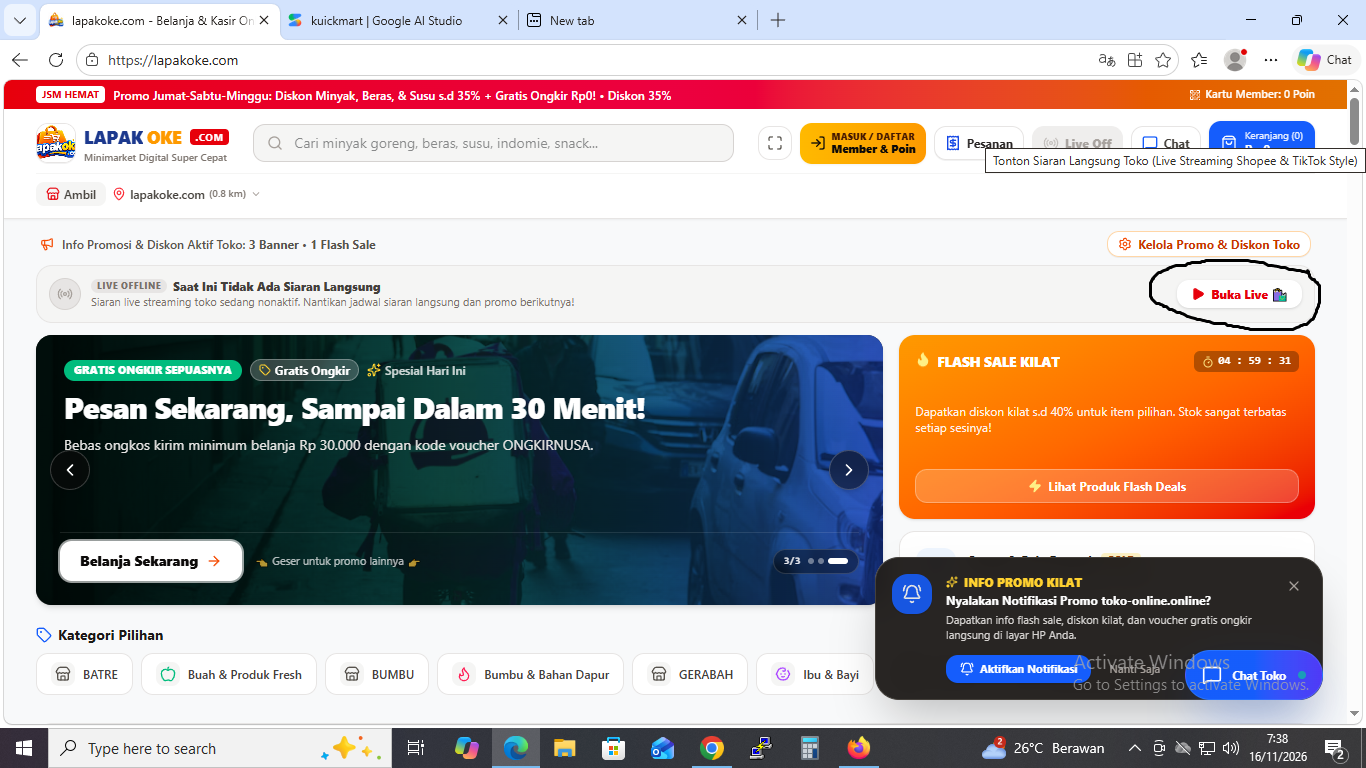 lapakoke.com - Belanja & Kasir On
kuickmart | Google AI Studio
New tab
https://lapakoke.com
Chat
JSM HEMAT
Promo Jumat-Sabtu-Minggu: Diskon Minyak, Beras, & Susu s.d 35% + Gratis Ongkir Rp0! • Diskon 35%
Kartu Member: 0 Poin
LAPAK OKE .COM
Minimarket Digital Super Cepat
Cari minyak goreng, beras, susu, indomie, snack...
MASUK / DAFTAR
Member & Poin
Pesanan
Live Off
Chat
Keranjang (0)
Tonton Siaran Langsung Toko (Live Streaming Shopee & TikTok Style)
Ambil
lapakoke.com (0.8 km)
Info Promosi & Diskon Aktif Toko: 3 Banner • 1 Flash Sale
Kelola Promo & Diskon Toko
LIVE OFFLINE Saat Ini Tidak Ada Siaran Langsung
Siaran live streaming toko sedang nonaktif. Nantikan jadwal siaran langsung dan promo berikutnya!
Buka Live
GRATIS ONGKIR SEPUASNYA
Gratis Ongkir
Spesial Hari Ini
Pesan Sekarang, Sampai Dalam 30 Menit!
Bebas ongkos kirim minimum belanja Rp 30.000 dengan kode voucher ONGKIRNUSA.
Belanja Sekarang
Geser untuk promo lainnya
3/3
FLASH SALE KILAT
04 : 59 : 31
Dapatkan diskon kilat s.d 40% untuk item pilihan. Stok sangat terbatas
setiap sesinya!
Lihat Produk Flash Deals
INFO PROMO KILAT
Nyalakan Notifikasi Promo toko-online.online?
Dapatkan info flash sale, diskon kilat, dan voucher gratis ongkir
langsung di layar HP Anda.
Aktifkan Notifikasi
Nanti Saja
Chat Toko
Activate Windows
Go to Settings to activate Windows.
Kategori Pilihan
BATRE
Buah & Produk Fresh
BUMBU
Bumbu & Bahan Dapur
GERABAH
Ibu & Bayi
Type here to search
2
26°C Berawan
7:38
16/11/2026
2